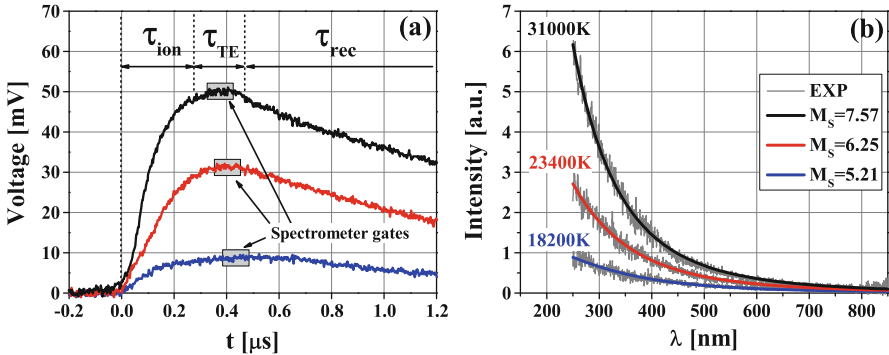 70
60
50
40
30
20
10
0
Voltage [mV]
-0.2 0.0 0.2 0.4 0.6 0.8 1.0 1.2
t [μs]
τion τTE τrec
(a)
Spectrometer gates
7
6
5
4
3
2
1
0
Intensity [a.u.]
200 300 400 500 600 700 800
λ [nm]
31000K
(b)
23400K
18200K
EXP
MS=7.57
MS=6.25
MS=5.21